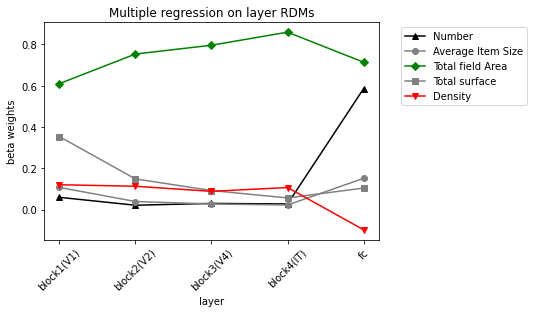 Multiple regression on layer RDMs
Number
Average Item Size
Total field Area
Total surface
Density
beta weights
0.8
0.6
0.4
0.2
0.0
block1(V1)
block2(V2)
block3(V4)
block4(IT)
fc
layer